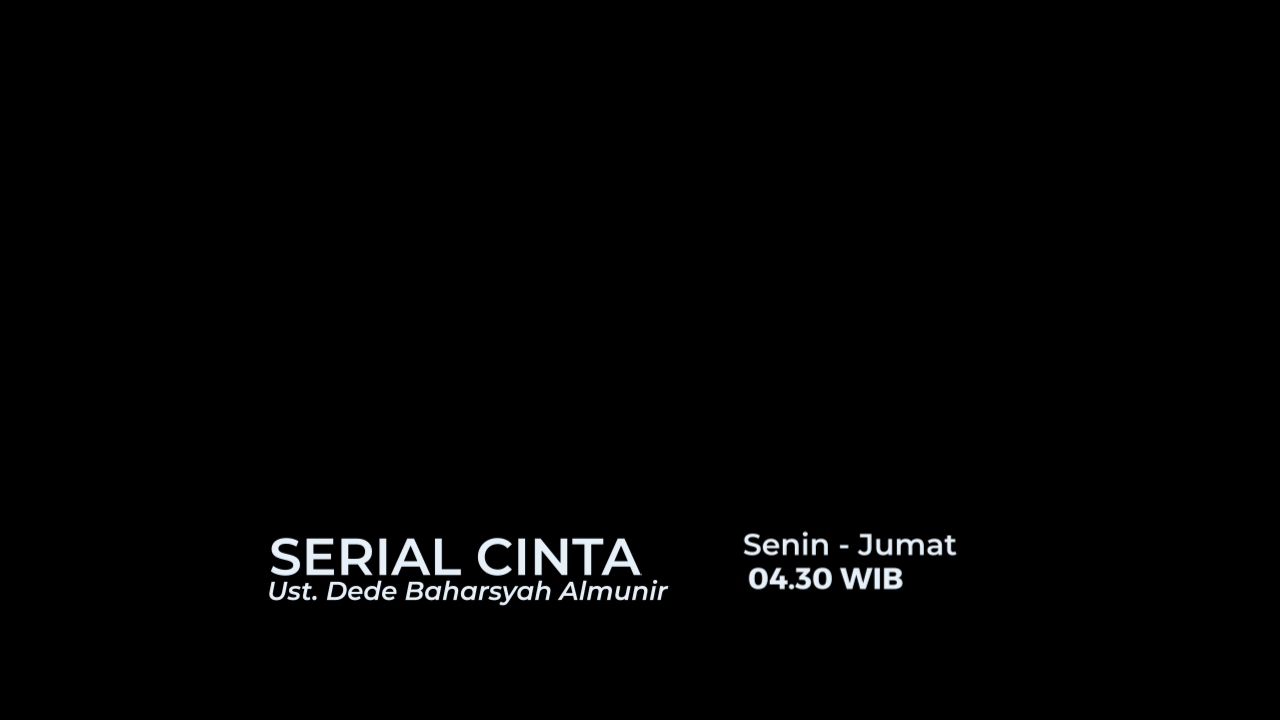 SERIAL CINTA
Ust. Dede Baharsyah Almunir
Senin - Jumat
04.30 WIB